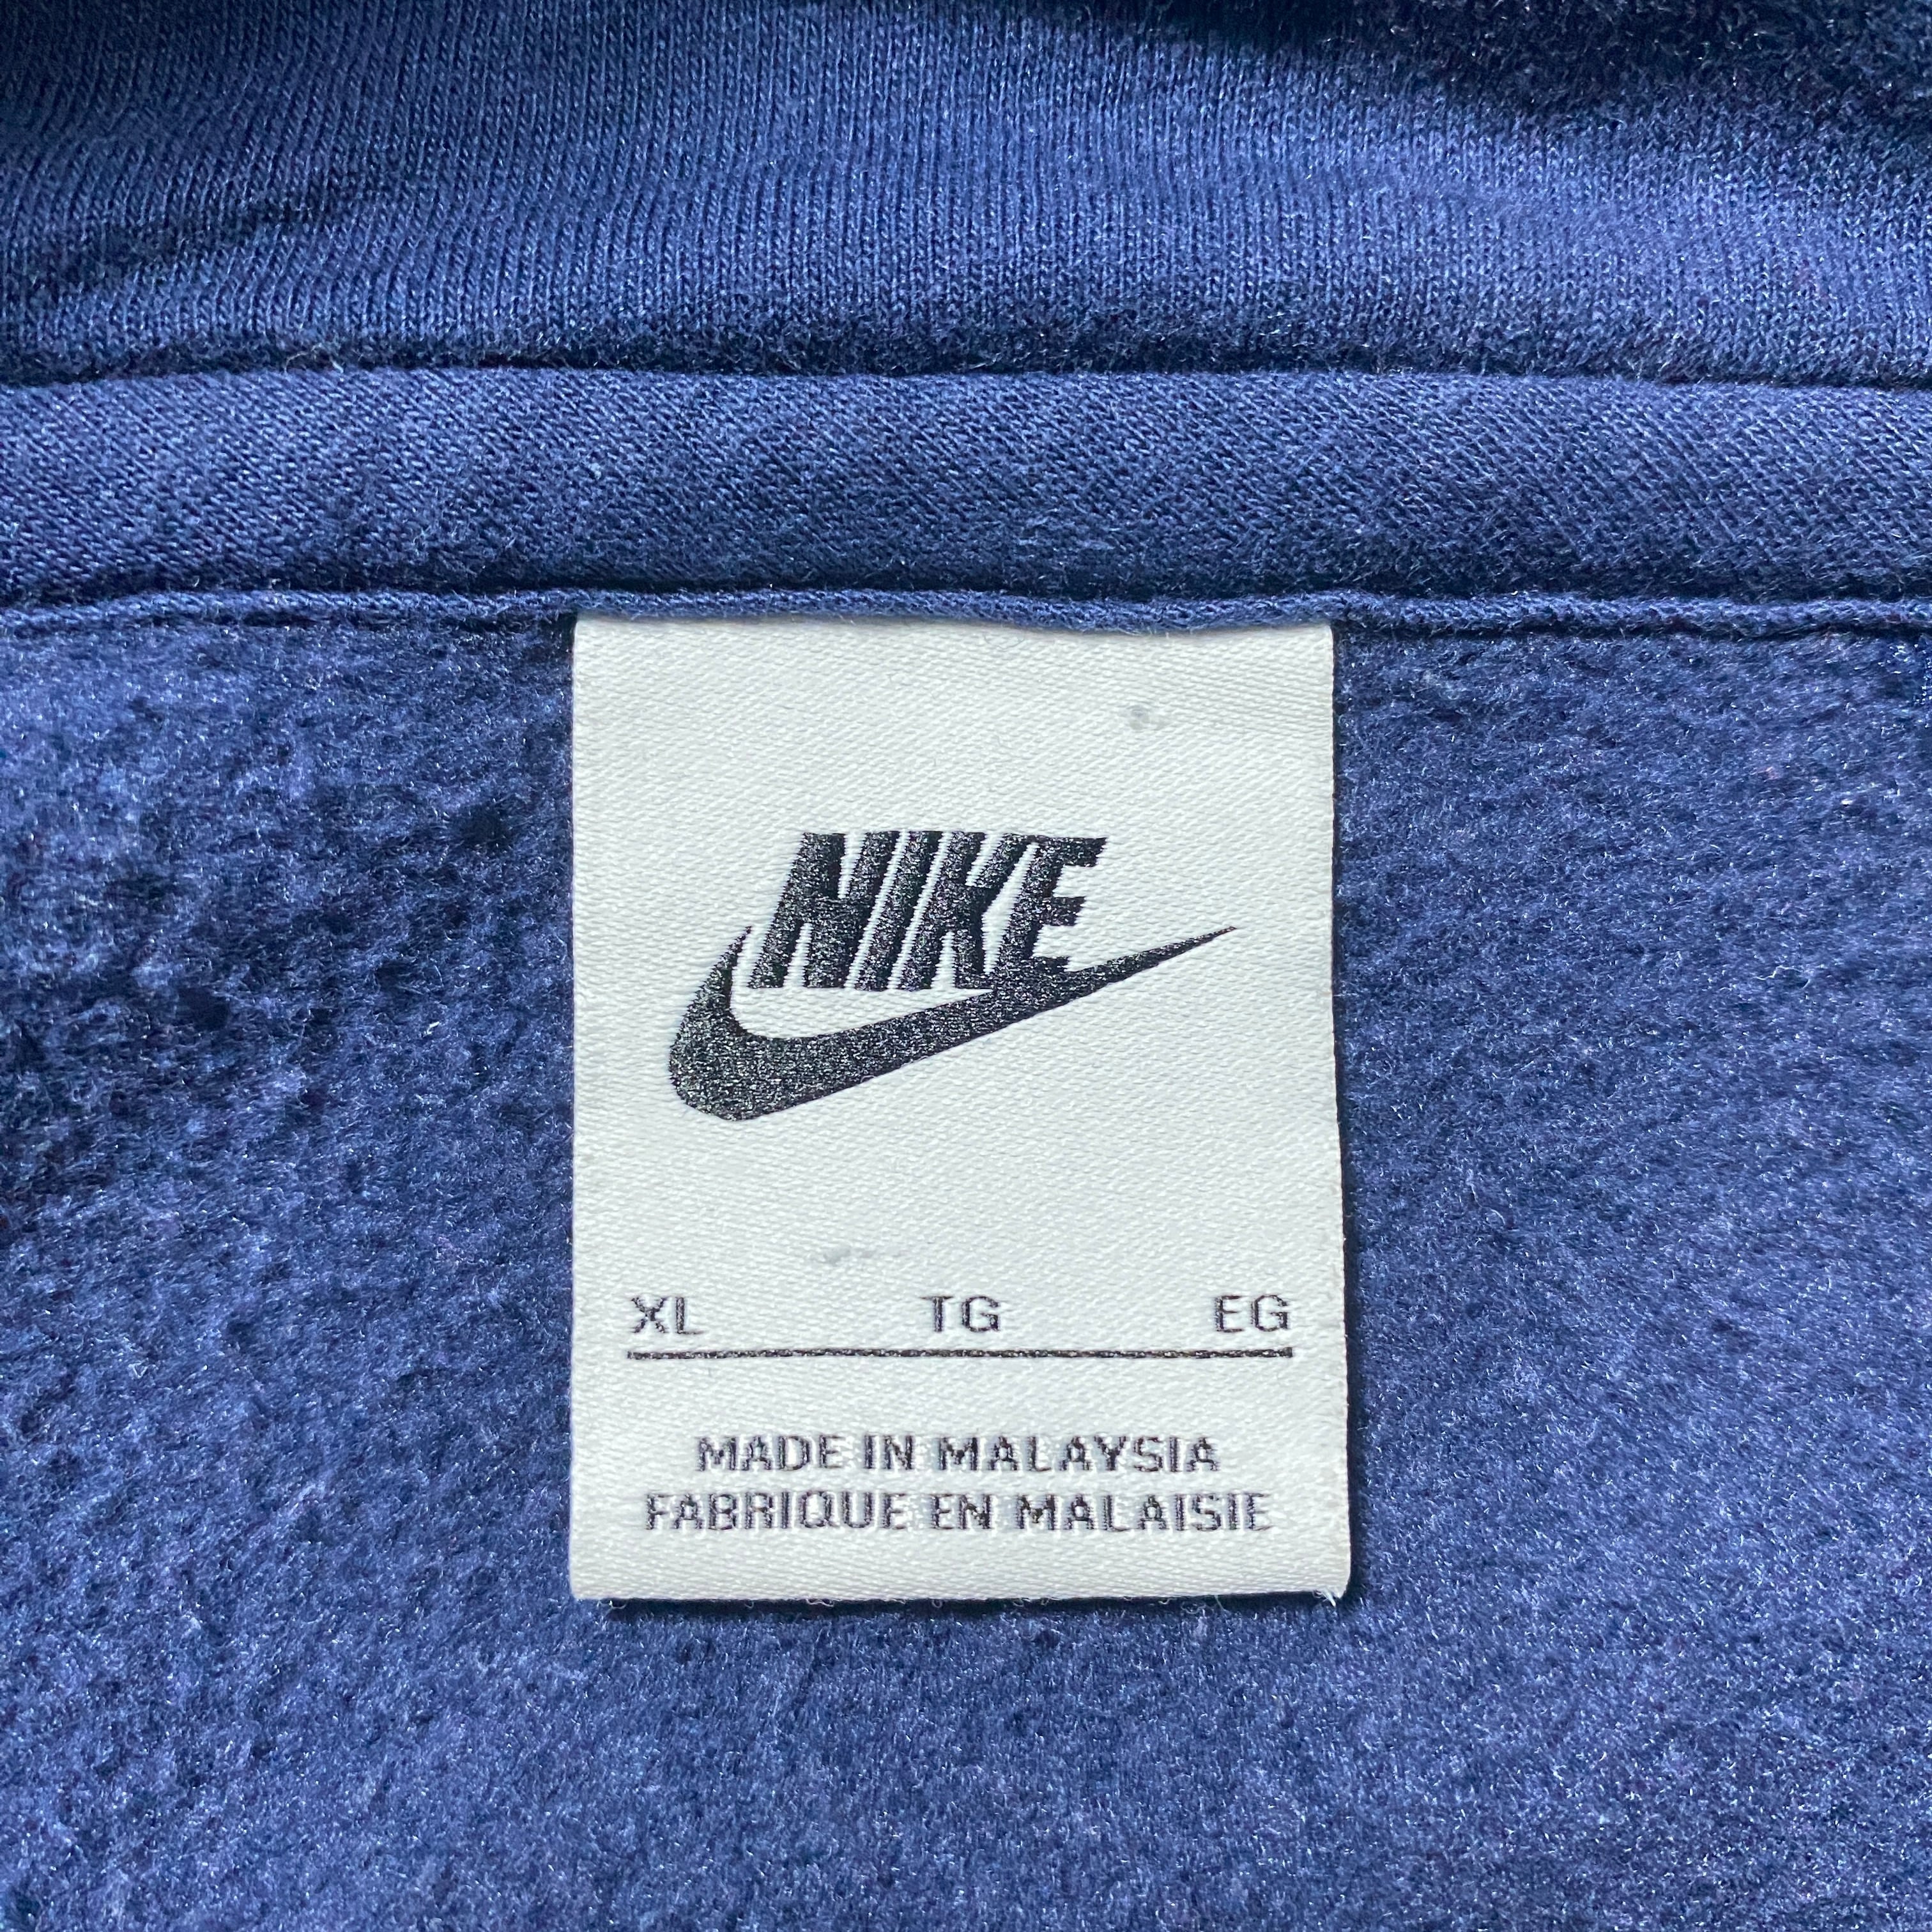 NIKE
XL TG EG
MADE IN MALAYSIA
FABRIQUE EN MALAISIE